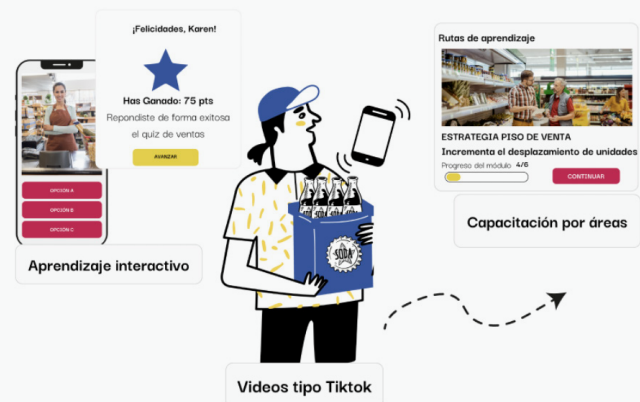 ¡Felicidades, Karen!
Has Ganado: 75 pts
Repondiste de forma exitosa
el quiz de ventas
AVANZAR
OPCIÓN A
OPCIÓN B
OPCIÓN C
Aprendizaje interactivo
SODA
Videos tipo Tiktok
Rutas de aprendizaje
ESTRATEGIA PISO DE VENTA
Incrementa el desplazamiento de unidades
Progreso del módulo 4/6
CONTINUAR
Capacitación por áreas